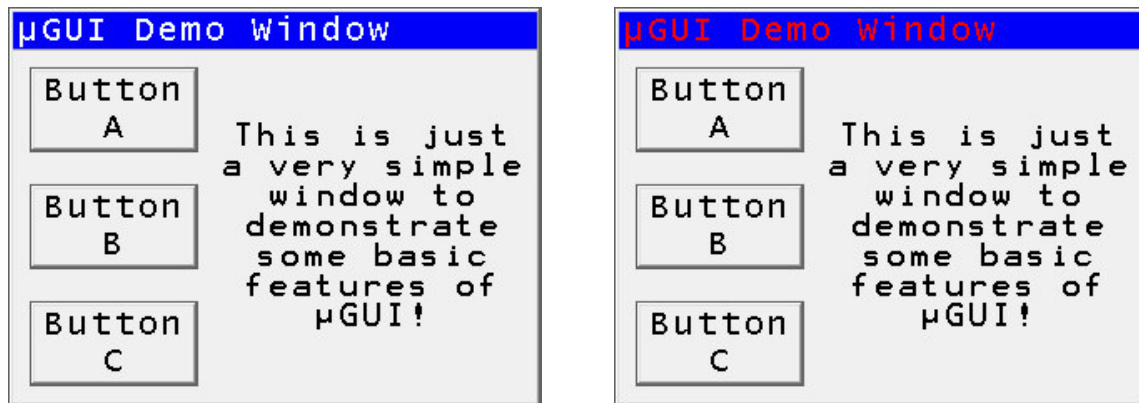 µGUI Demo Window
Button
A
Button
B
Button
C
This is just
a very simple
window to
demonstrate
some basic
features of
µGUI!
µGUI Demo Window
Button
A
Button
B
Button
C
This is just
a very simple
window to
demonstrate
some basic
features of
µGUI!